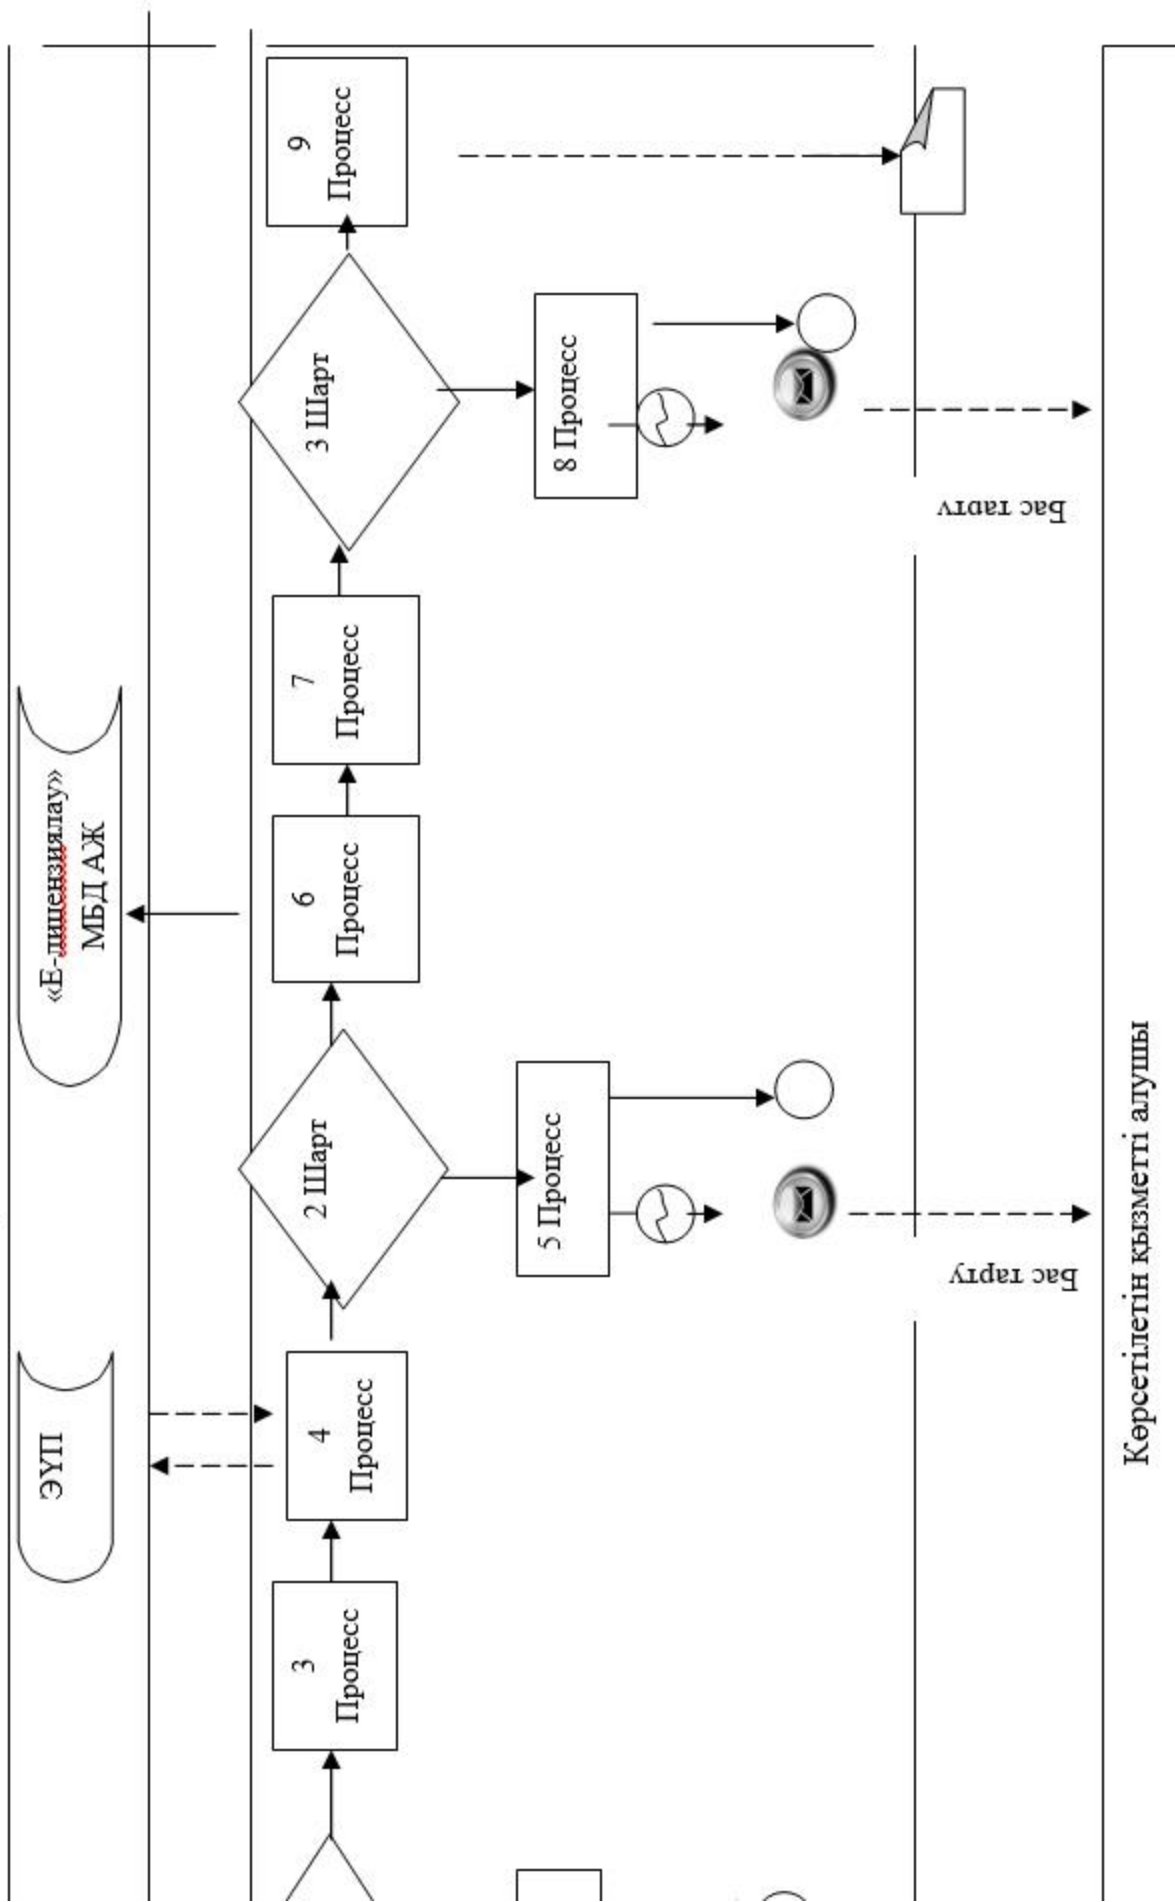 ЭҮП
«Е-лицензиялау»
МБД АЖ
3
Процесс
4
Процесс
2 Шарт
6
Процесс
7
Процесс
3 Шарт
9
Процесс
5 Процесс
8 Процесс
Бас тарту
Бас тарту
Көрсетілетін қызметті алушы